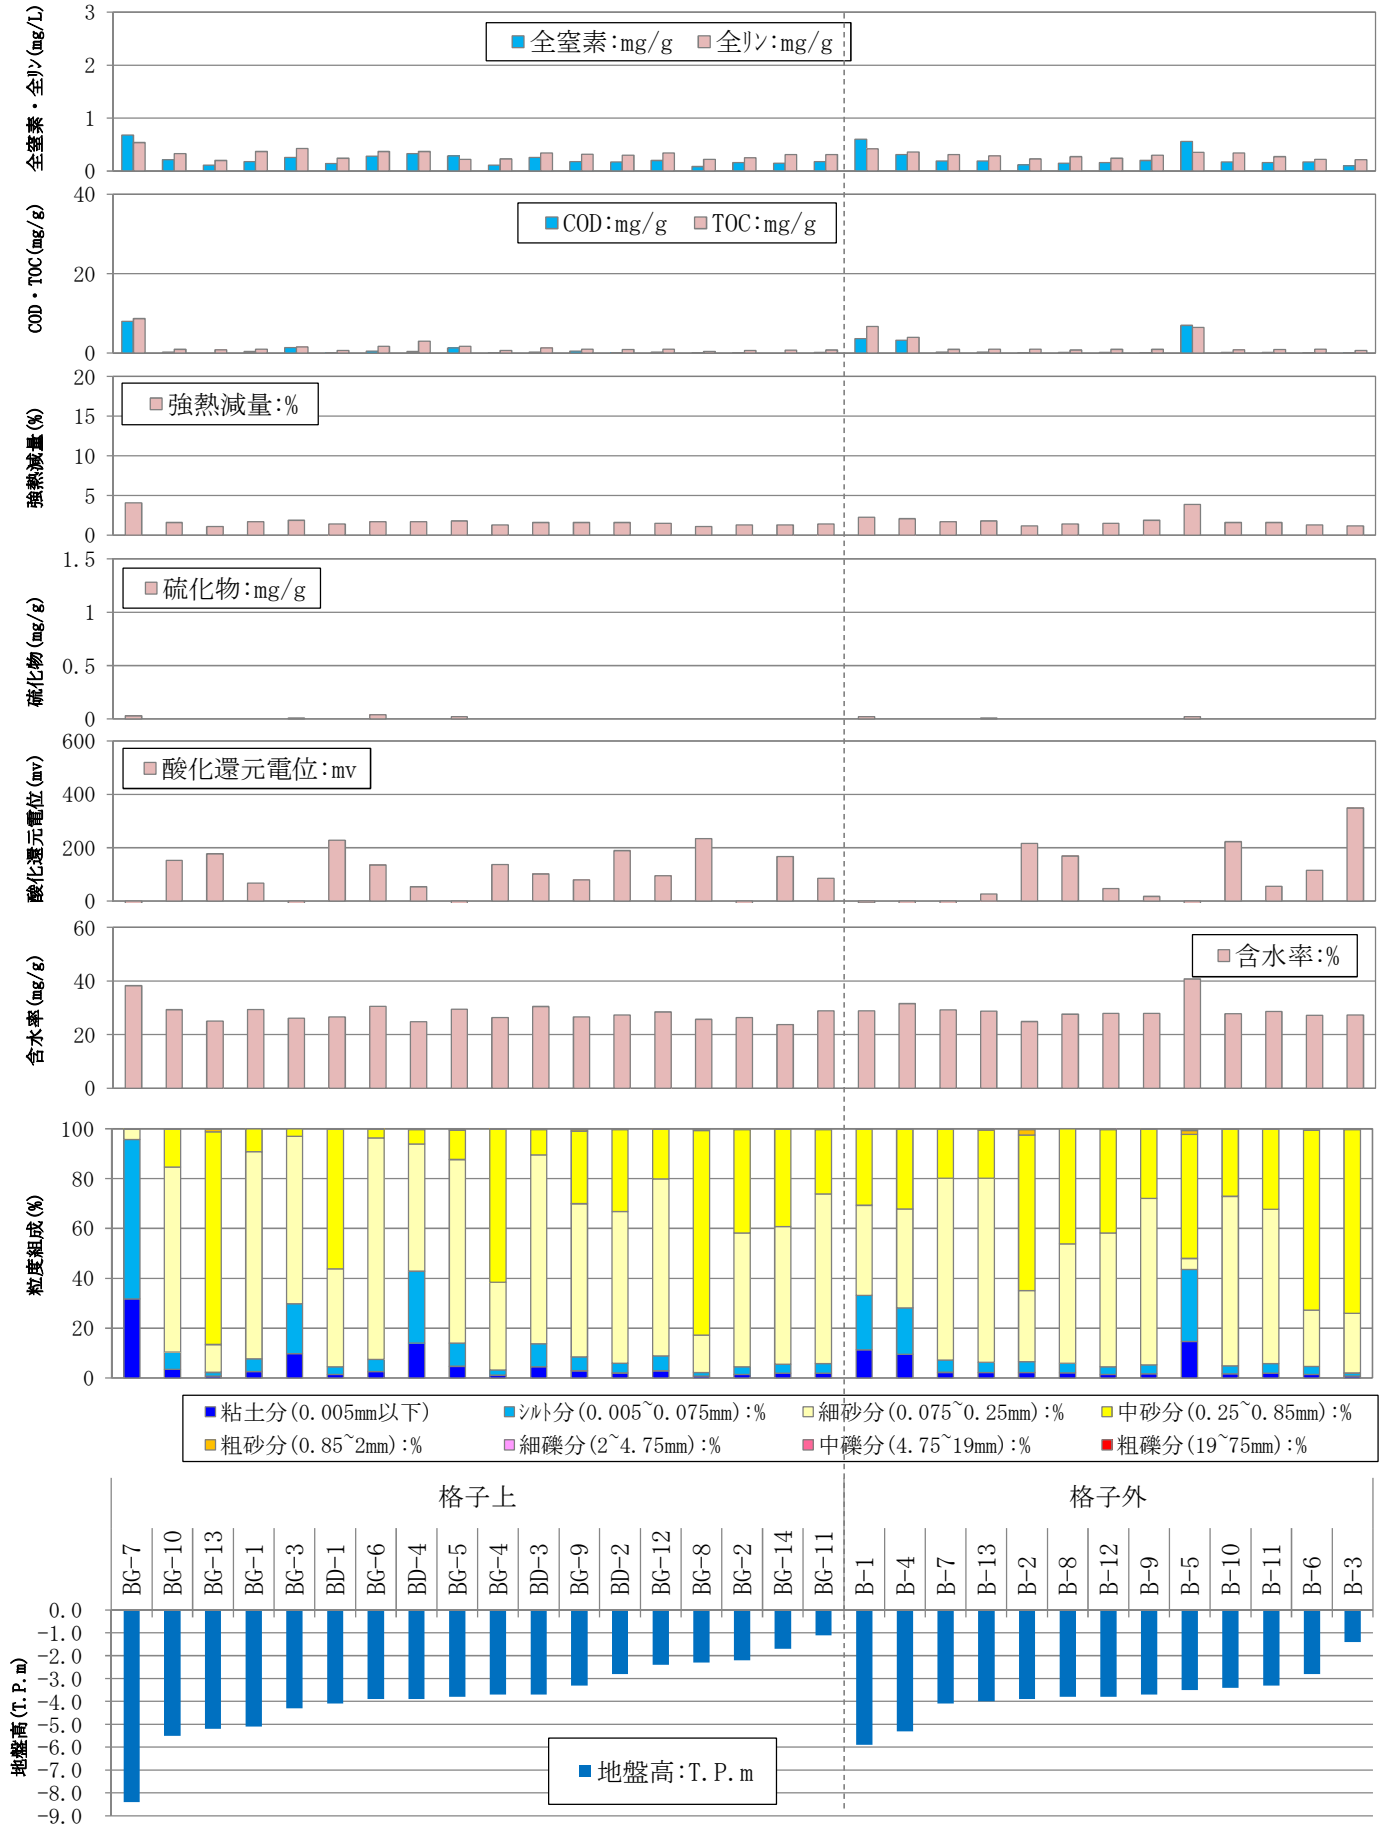 全窒素・全リン(mg/L)
3
2
1
0
全窒素:mg/g 全リン:mg/g
COD・TOC(mg/g)
40
20
0
COD:mg/g TOC:mg/g
強熱減量(%)
20
15
10
5
0
強熱減量:%
硫化物(mg/g)
1.5
1
0.5
0
硫化物:mg/g
酸化還元電位(mv)
600
400
200
0
酸化還元電位:mv
含水率(mg/g)
60
40
20
0
含水率:%
粒度組成(%)
100
80
60
40
20
0
粘土分(0.005mm以下) シルト分(0.005~0.075mm):% 細砂分(0.075~0.25mm):% 中砂分(0.25~0.85mm):%
粗砂分(0.85~2mm):% 細礫分(2~4.75mm):% 中礫分(4.75~19mm):% 粗礫分(19~75mm):%
格子上 格子外
BG-7 BG-10 BG-13 BG-1 BG-3 BD-1 BG-6 BD-4 BG-5 BG-4 BD-3 BG-9 BD-2 BG-12 BG-8 BG-2 BG-14 BG-11 B-1 B-4 B-7 B-13 B-2 B-8 B-12 B-9 B-5 B-10 B-11 B-6 B-3
地盤高(T.P.m)
0.0
-1.0
-2.0
-3.0
-4.0
-5.0
-6.0
-7.0
-8.0
-9.0
地盤高:T.P.m